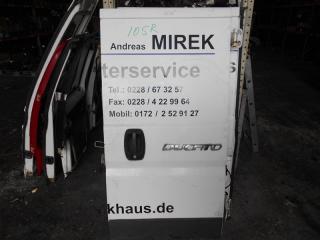 105R
Andreas MIREK
terservice
Tel.: 0228 / 67 32 57
Fax: 0228 / 4 22 99 64
Mobil: 0172 / 2 52 91 27
DUCATO
khaus.de